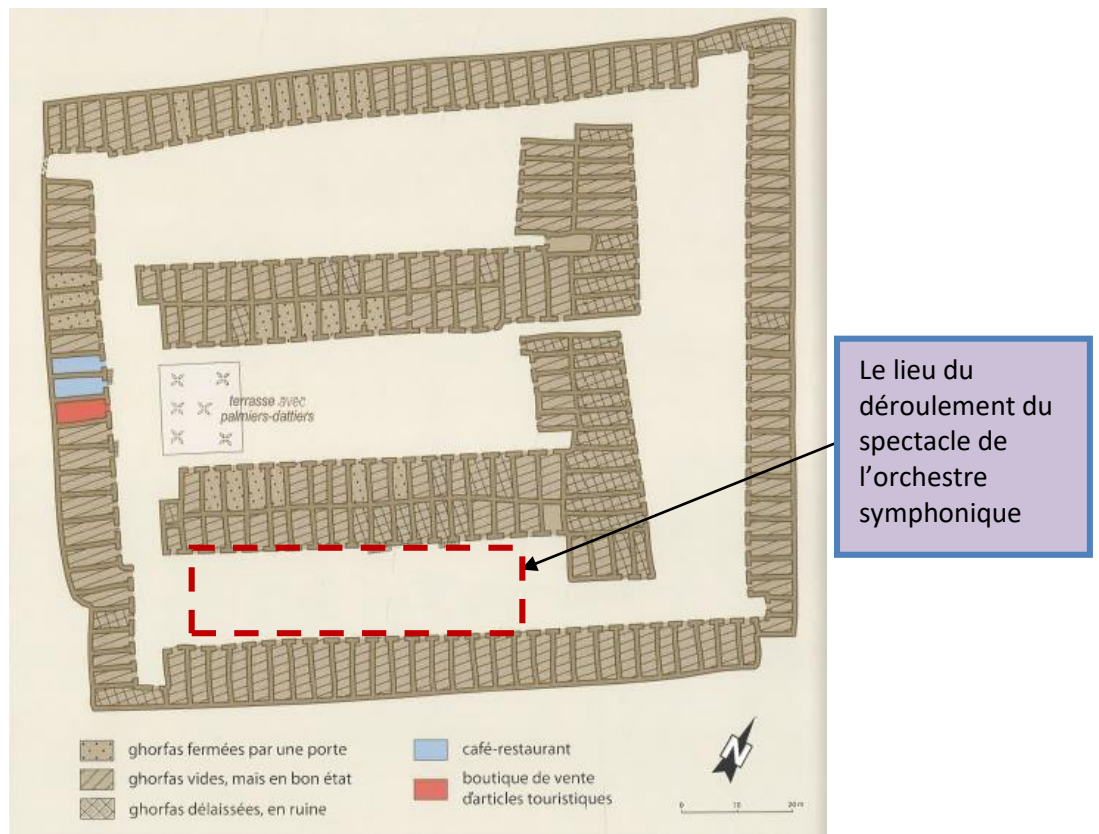 terrasse avec
palmiers-dattiers
Le lieu du
déroulement du
spectacle de
l’orchestre
symphonique
ghorfas fermées par une porte
ghorfas vides, mais en bon état
ghorfas délaissées, en ruine
café-restaurant
boutique de vente
d'articles touristiques
N
0 10 20 m